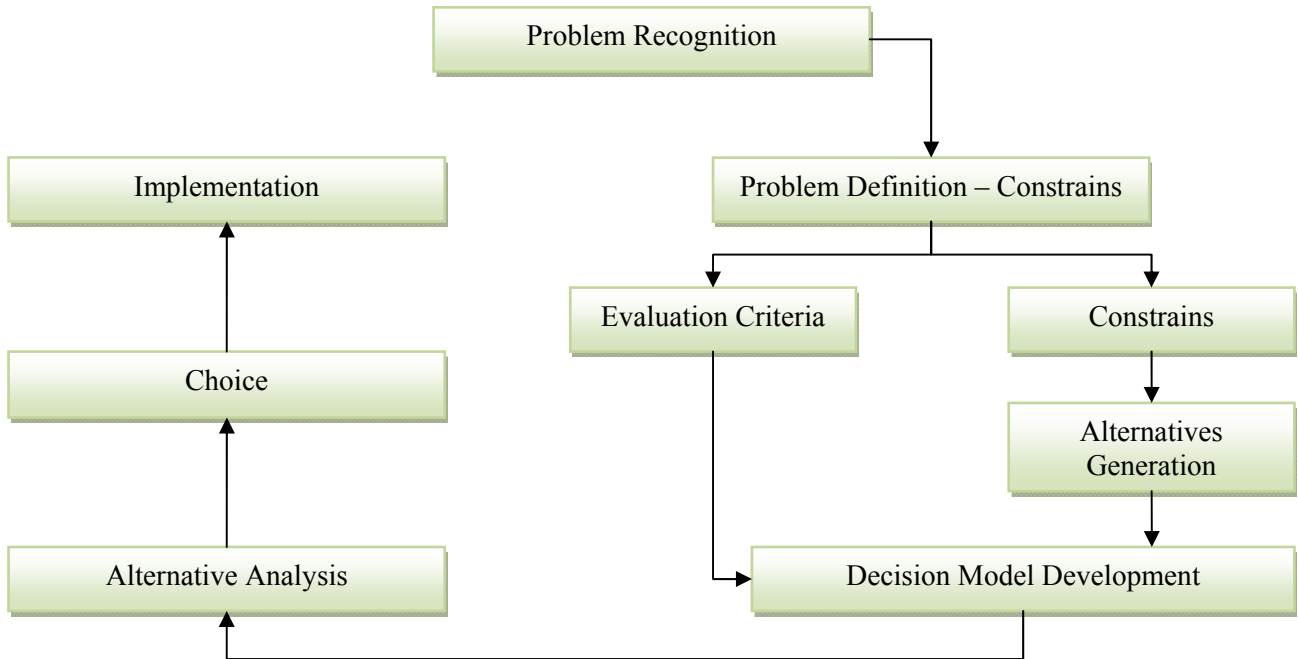 Problem Recognition
Problem Definition – Constrains
Evaluation Criteria
Constrains
Alternatives
Generation
Decision Model Development
Alternative Analysis
Choice
Implementation